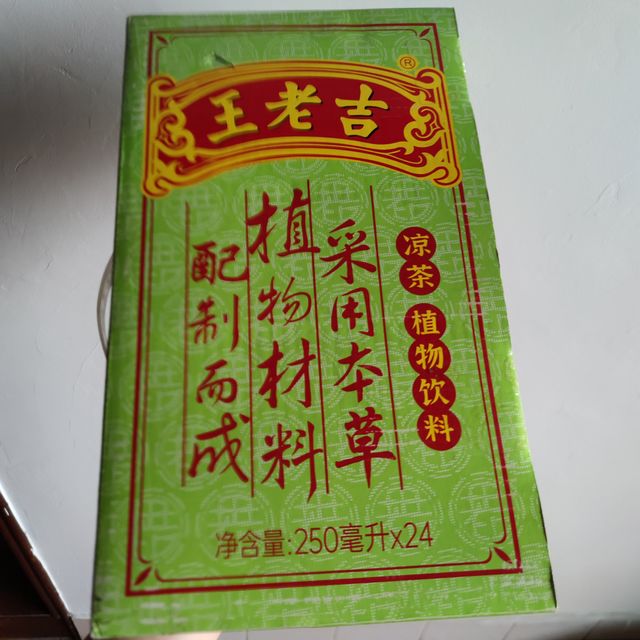 王老吉®
凉茶 植物饮料
采用本草
植物材料
配制而成
净含量:250毫升x24